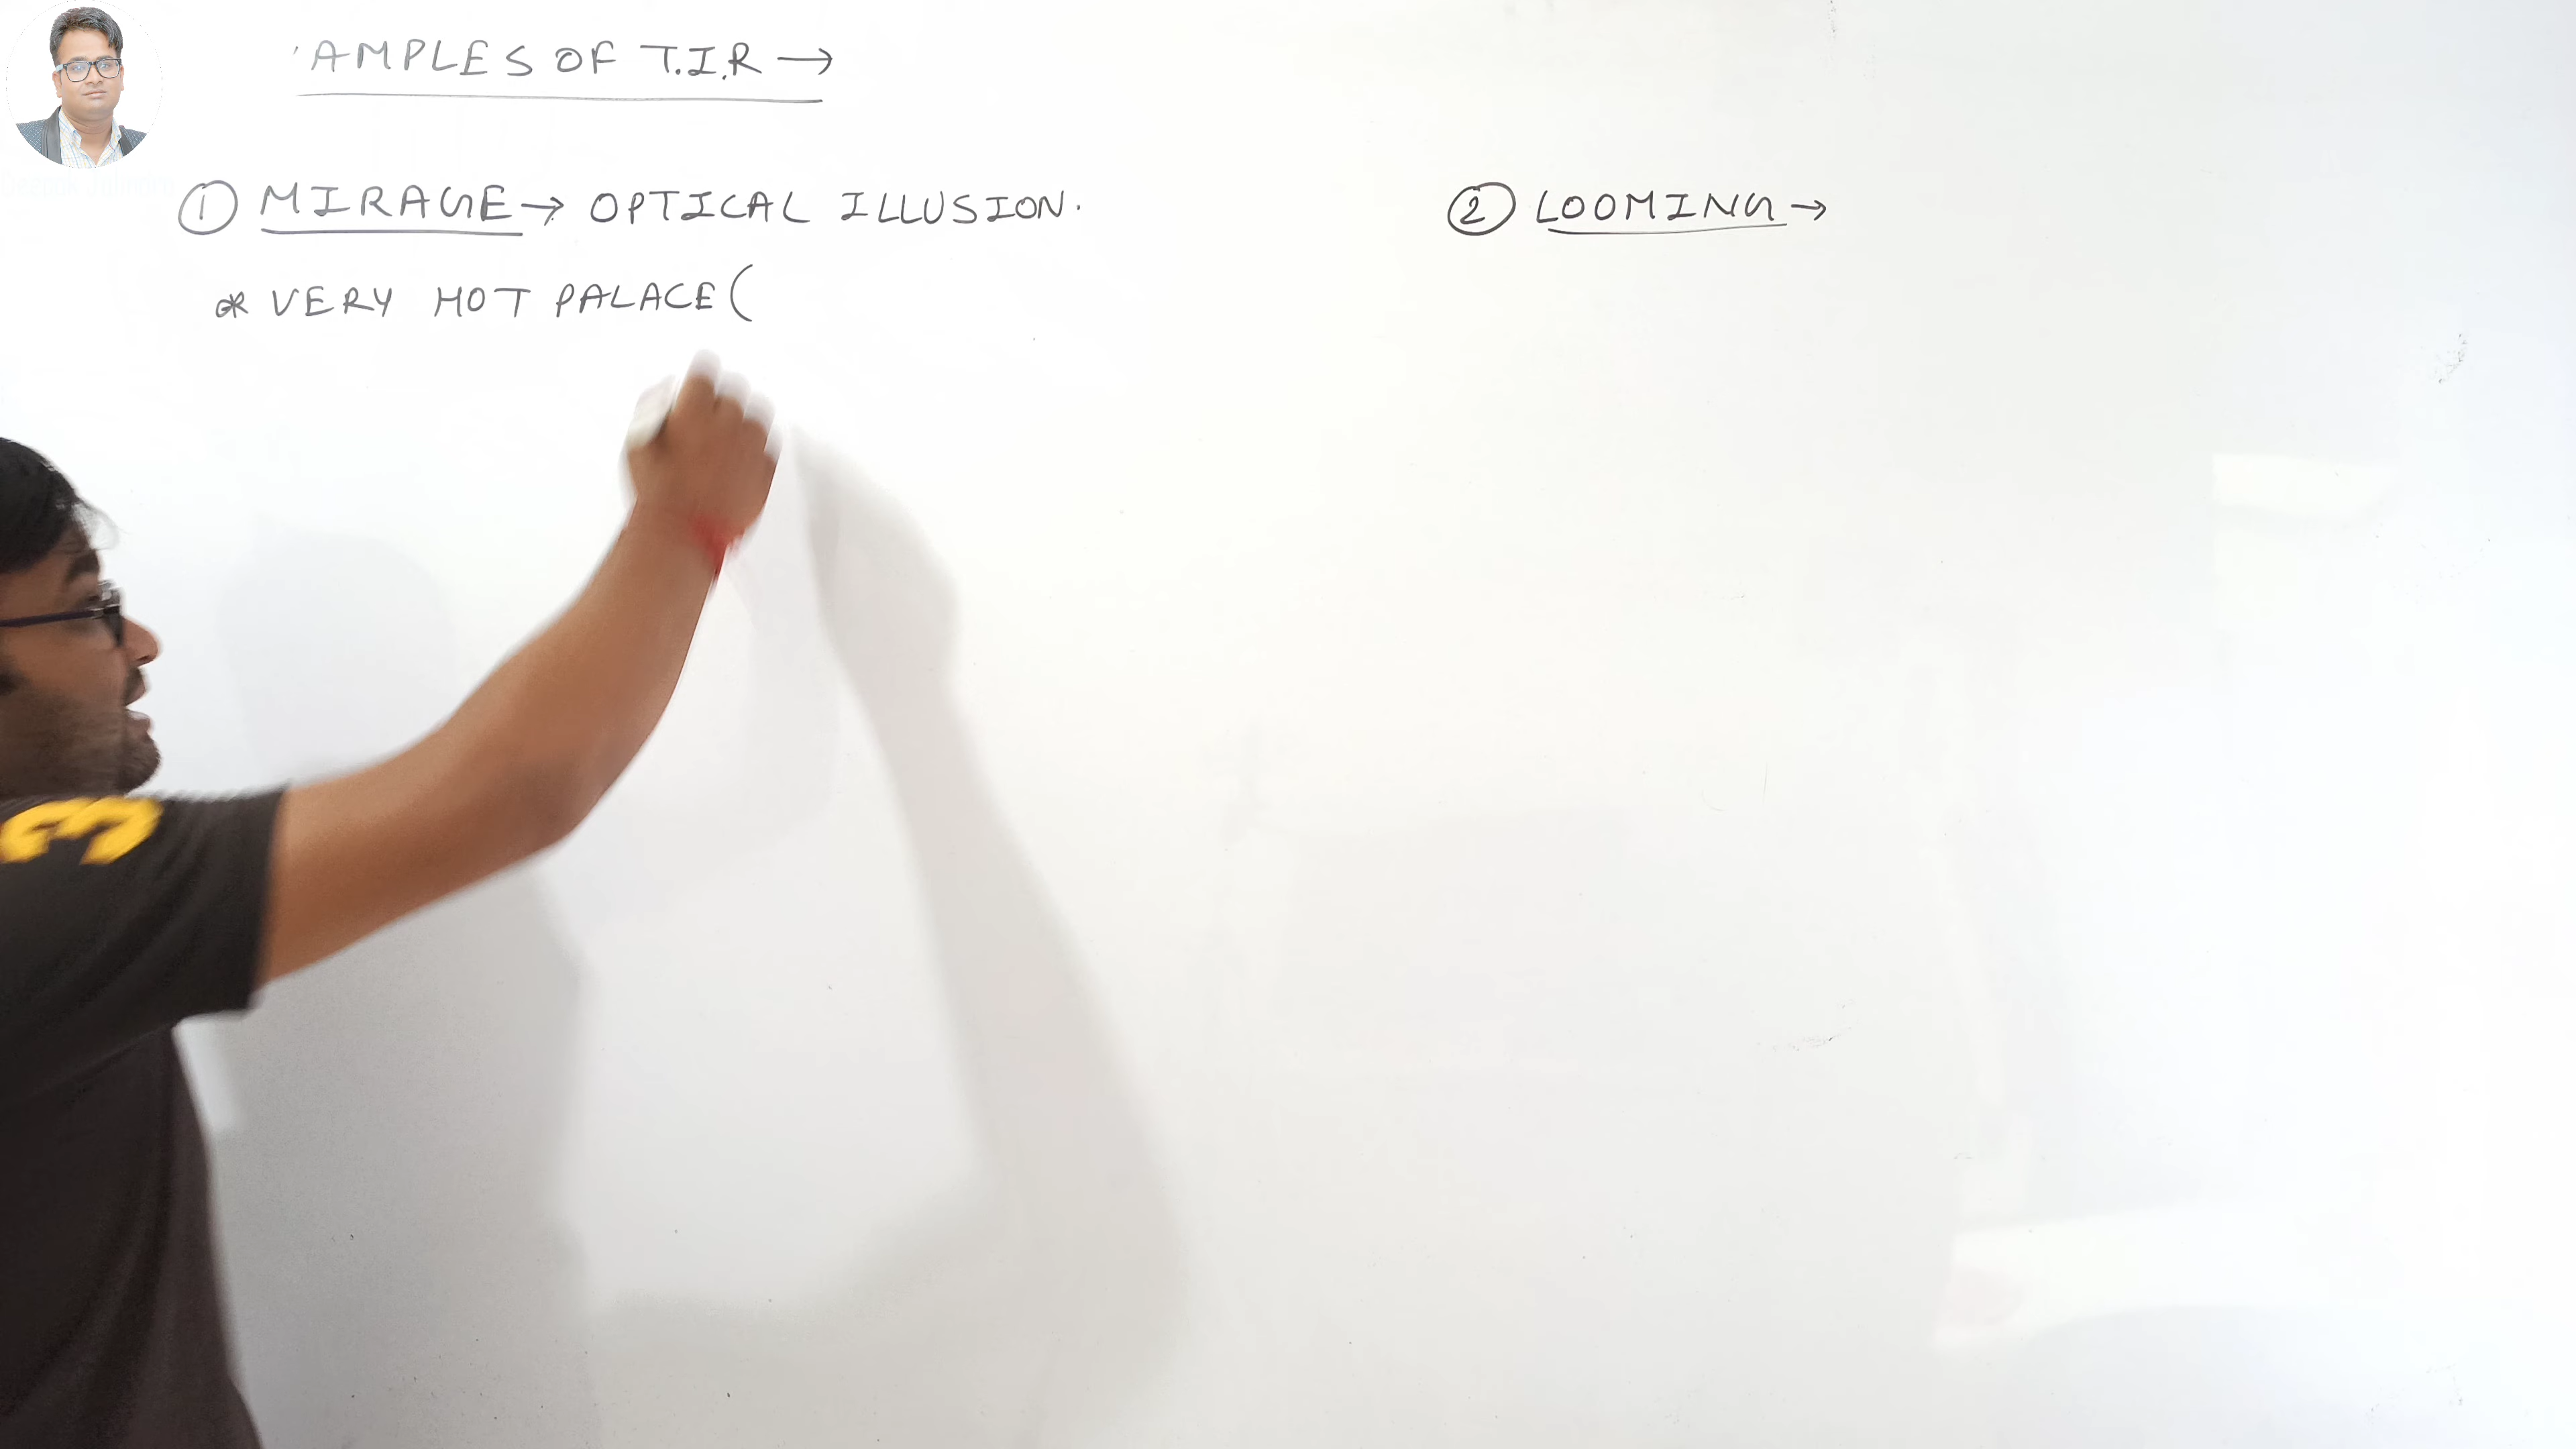 AMPLES OF T.I.R →
① MIRAGE → OPTICAL ILLUSION.
* VERY HOT PALACE (
② LOOMING →